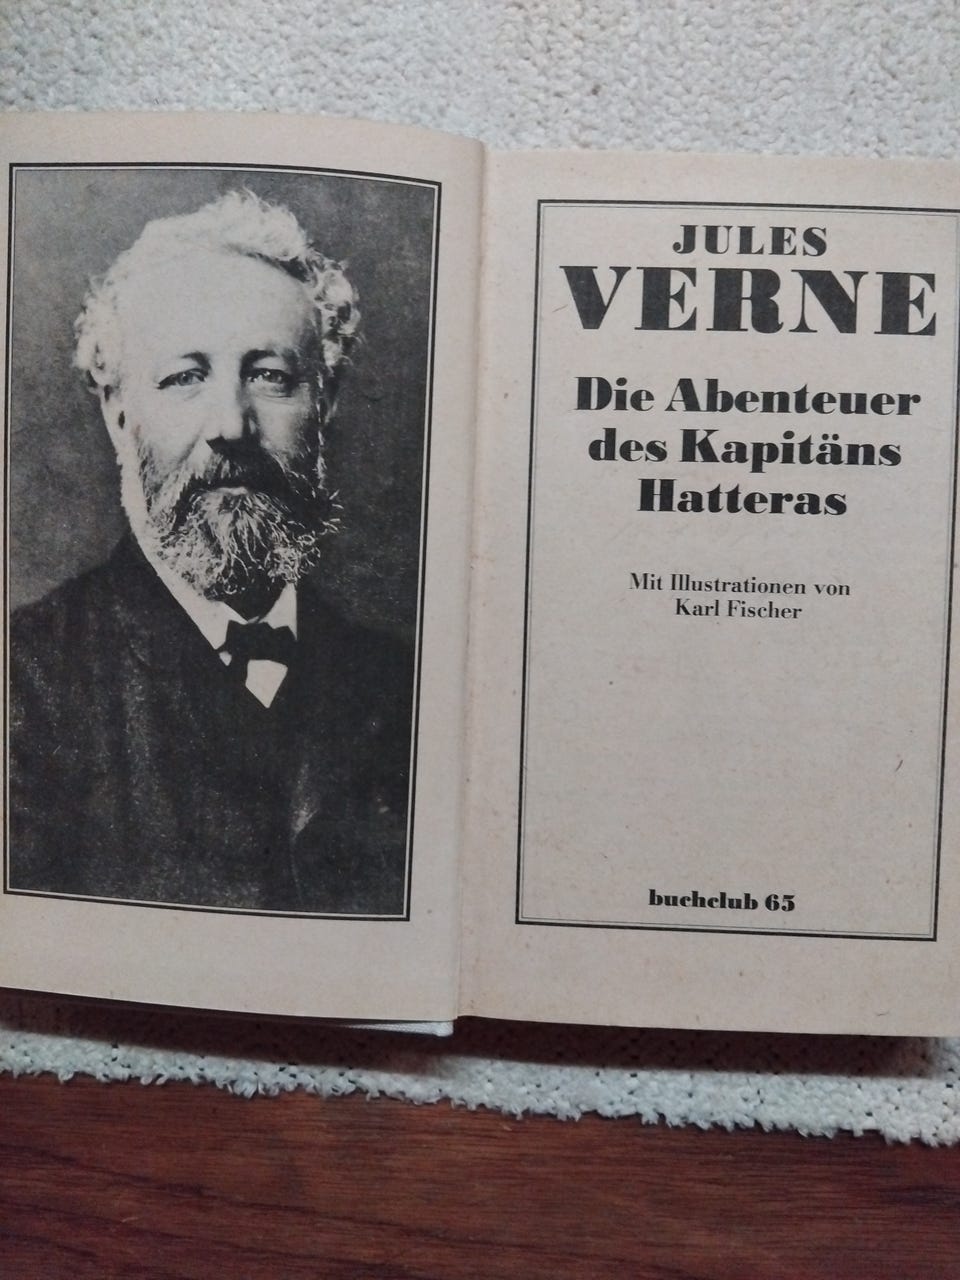 JULES
VERNE
Die Abenteuer
des Kapitäns
Hatteras
Mit Illustrationen von
Karl Fischer
buchclub 65